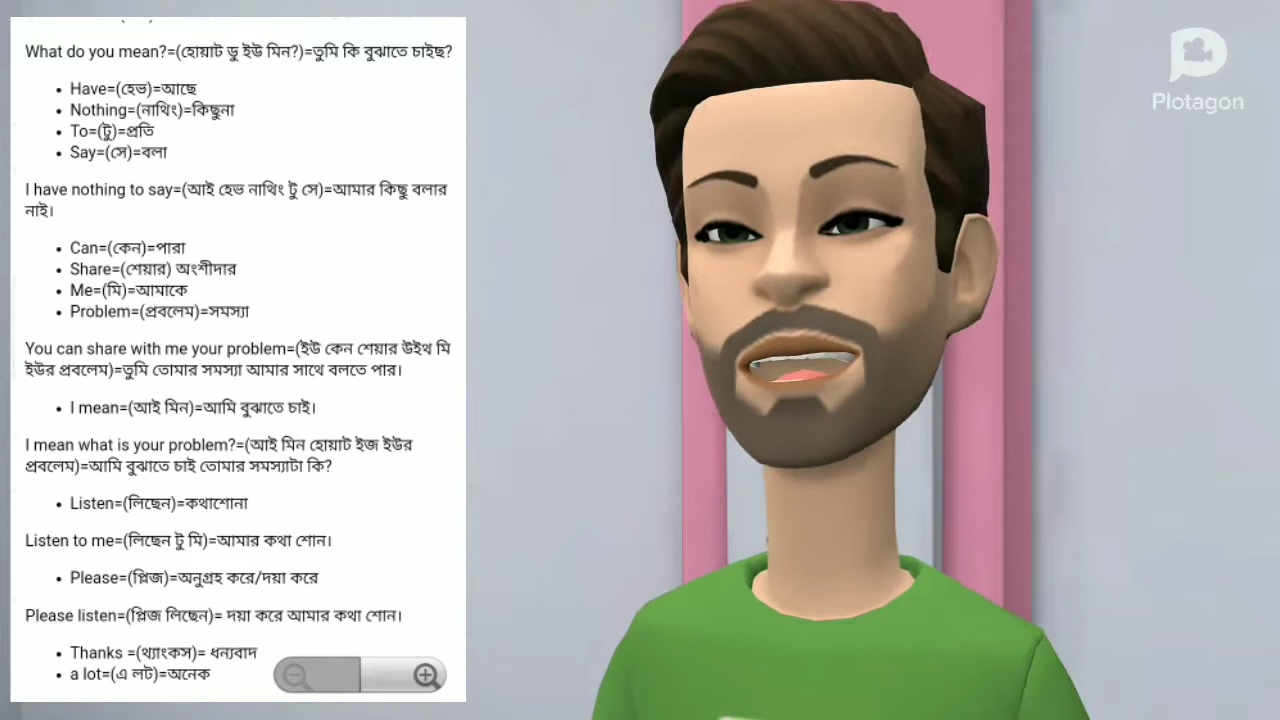 What do you mean?=(হোয়াট ডু ইউ মিন?)=তুমি কি বুঝাতে চাইছ?
• Have=(হেভ)=আছে
• Nothing=(নাথিং)=কিছুনা
• To=(টু)=প্রতি
• Say=(সে)=বলা
I have nothing to say=(আই হেভ নাথিং টু সে)=আমার কিছু বলার
নাই।
• Can=(কেন)=পারা
• Share=(শেয়ার) অংশীদার
• Me=(মি)=আমাকে
• Problem=(প্রবলেম)=সমস্যা
You can share with me your problem=(ইউ কেন শেয়ার উইথ মি
ইউর প্রবলেম)=তুমি তোমার সমস্যা আমার সাথে বলতে পার।
• I mean=(আই মিন)=আমি বুঝাতে চাই।
I mean what is your problem?=(আই মিন হোয়াট ইজ ইউর
প্রবলেম)=আমি বুঝাতে চাই তোমার সমস্যাটা কি?
• Listen=(লিছেন)=কথাশোনা
Listen to me=(লিছেন টু মি)=আমার কথা শোন।
• Please=(প্লিজ)=অনুগ্রহ করে/দয়া করে
Please listen=(প্লিজ লিছেন)= দয়া করে আমার কথা শোন।
• Thanks =(থ্যাংকস)= ধন্যবাদ
• a lot=(এ লট)=অনেক
Plotagon